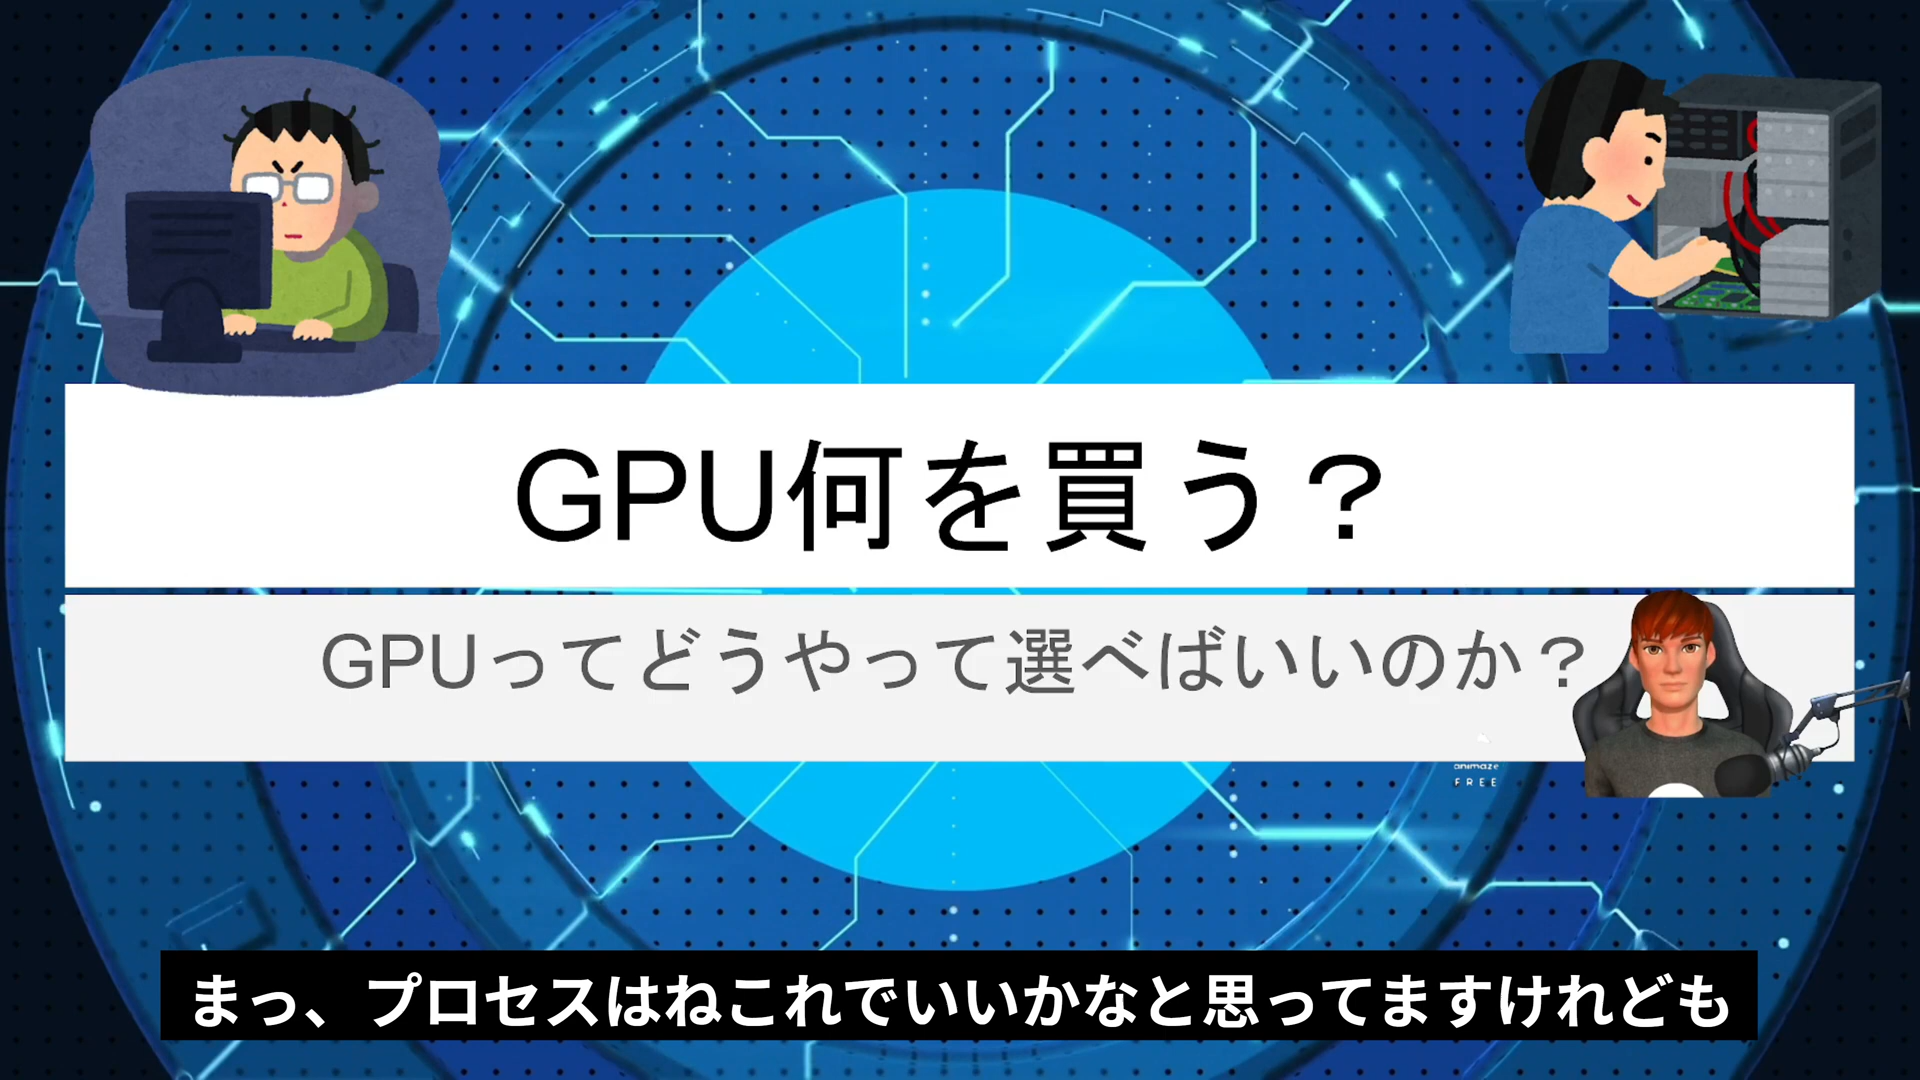 GPU何を買う？
GPUってどうやって選べばいいのか？
animaze
FREE
まっ、プロセスはねこれでいいかなと思ってますけれども